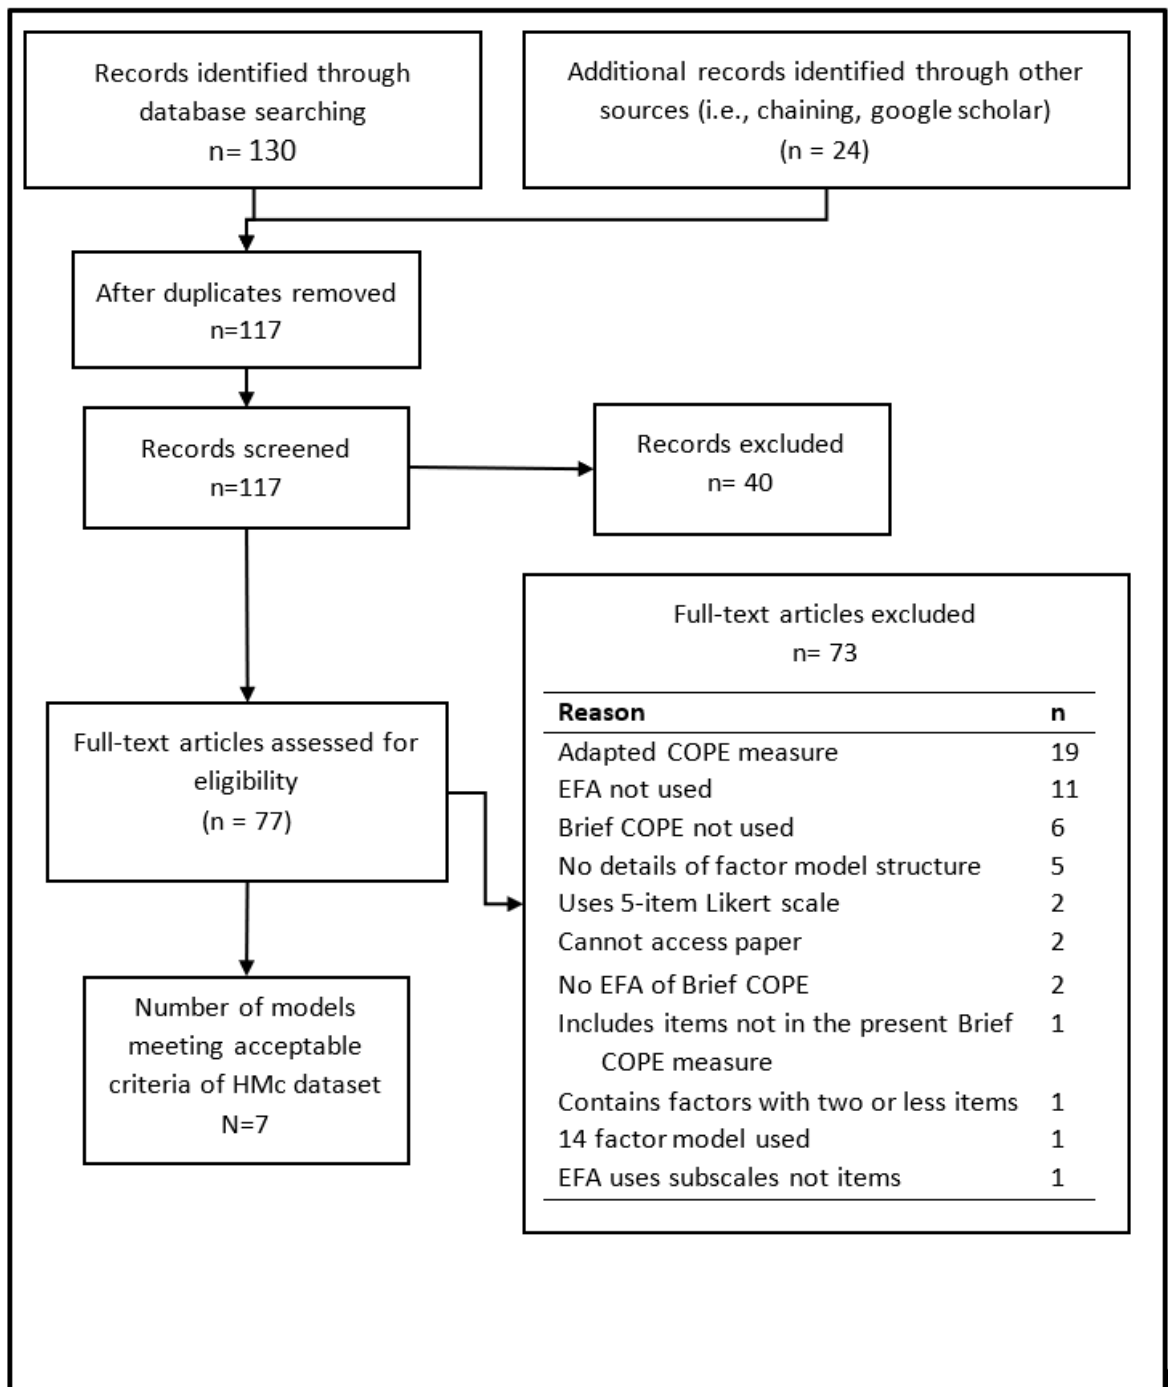 Records identified through
database searching
n= 130
Additional records identified through other
sources (i.e., chaining, google scholar)
(n = 24)
After duplicates removed
n=117
Records screened
n=117
Records excluded
n= 40
Full-text articles assessed for
eligibility
(n = 77)
Full-text articles excluded
n= 73
Reason n
Adapted COPE measure 19
EFA not used 11
Brief COPE not used 6
No details of factor model structure 5
Uses 5-item Likert scale 2
Cannot access paper 2
No EFA of Brief COPE 2
Includes items not in the present Brief 1
COPE measure
Contains factors with two or less items 1
14 factor model used 1
EFA uses subscales not items 1
Number of models
meeting acceptable
criteria of HMc dataset
N=7